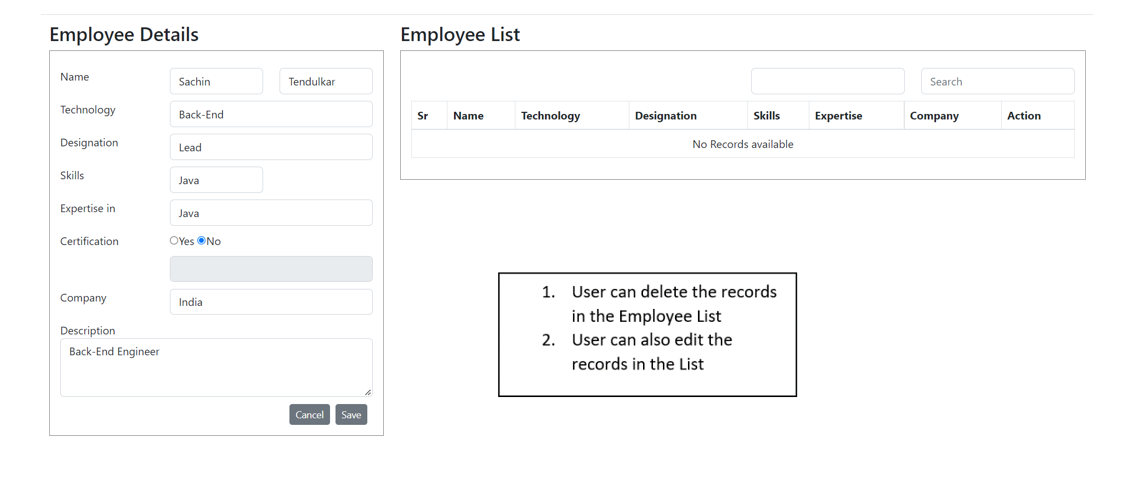 Employee Details
Name
Sachin
Tendulkar
Technology
Back-End
Designation
Lead
Skills
Java
Expertise in
Java
Certification
Yes No
Company
India
Description
Back-End Engineer
Cancel Save
Employee List
Search
Sr Name Technology Designation Skills Expertise Company Action
No Records available
1. User can delete the records
in the Employee List
2. User can also edit the
records in the List